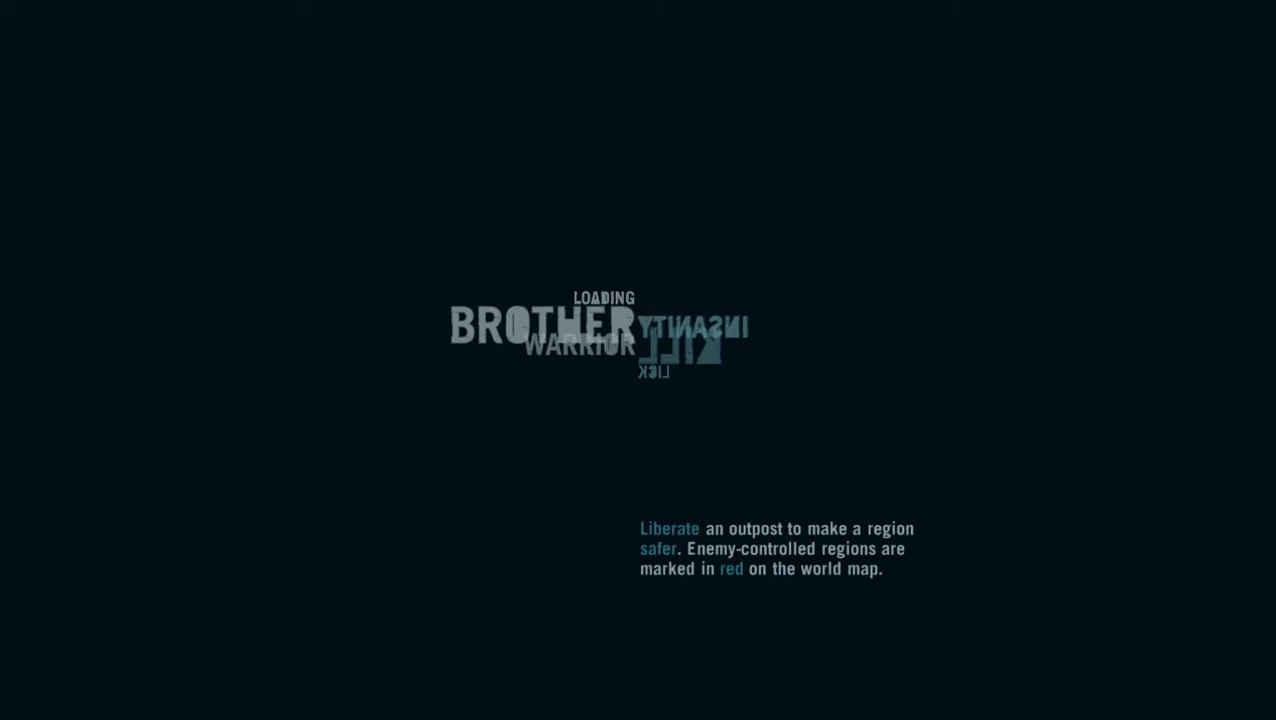 LOADING
BROTHER
INSANITY
WARRIOR
KILL
LICK
Liberate an outpost to make a region
safer. Enemy-controlled regions are
marked in red on the world map.